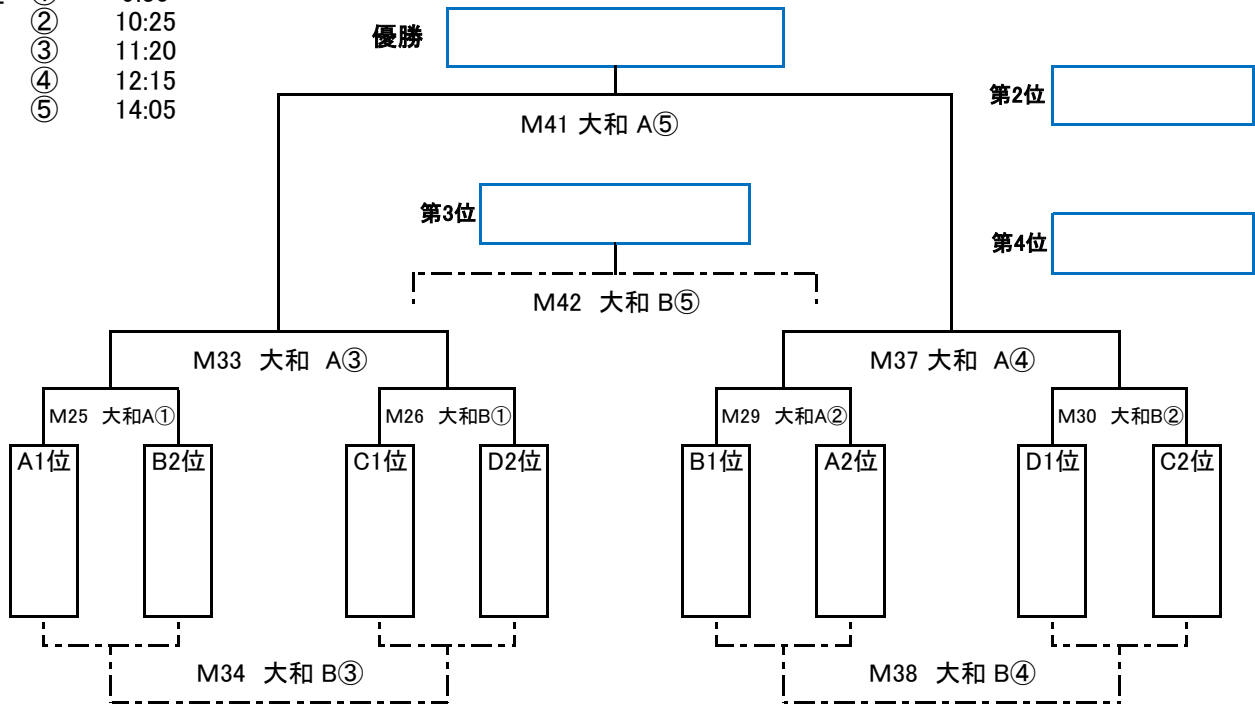 ② 10:25
③ 11:20
④ 12:15
⑤ 14:05
優勝
第2位
M41 大和 A⑤
第3位
第4位
M42 大和 B⑤
M33 大和 A③
M37 大和 A④
M25 大和A①
M26 大和B①
M29 大和A②
M30 大和B②
A1位
B2位
C1位
D2位
B1位
A2位
D1位
C2位
M34 大和 B③
M38 大和 B④